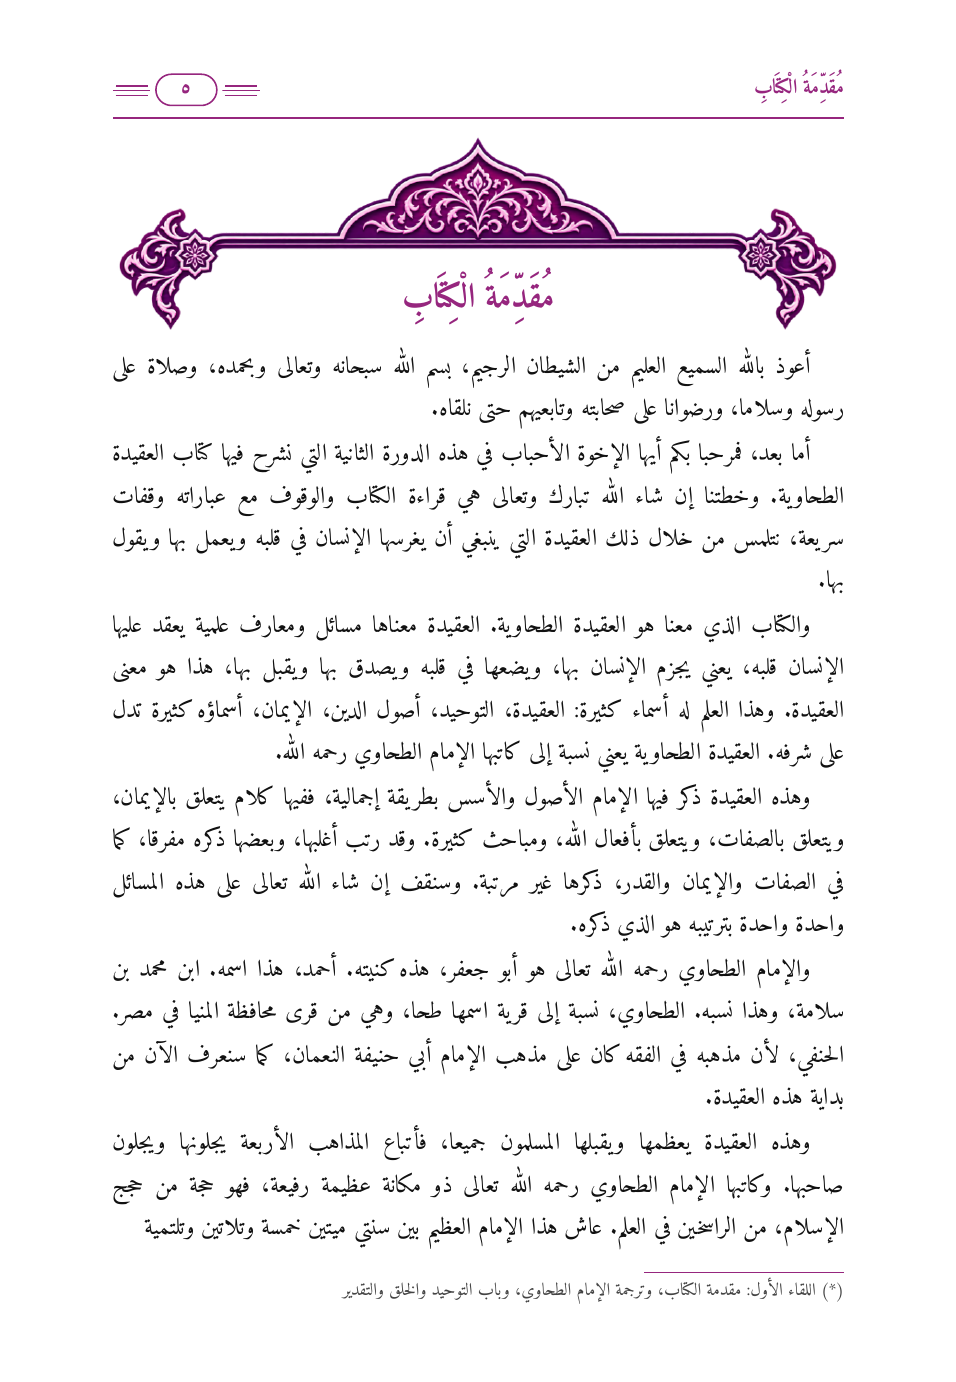 مُقَدِّمَةُ الْكِتَابِ
٥
مُقَدِّمَةُ الْكِتَابِ
أعوذ بالله السميع العليم من الشيطان الرجيم، بسم الله سبحانه وتعالى وبحمده، وصلاة على
رسوله وسلاما، ورضوانا على صحابته وتابعيهم حتى نلقاه.
أما بعد، فمرحبا بكم أيها الإخوة الأحباب في هذه الدورة الثانية التي نشرح فيها كتاب العقيدة
الطحاوية. وخطتنا إن شاء الله تبارك وتعالى هي قراءة الكتاب والوقوف مع عباراته وقفات
سريعة، نتلمس من خلال ذلك العقيدة التي ينبغي أن يغرسها الإنسان في قلبه ويعمل بها ويقول
بها.
والكتاب الذي معنا هو العقيدة الطحاوية. العقيدة معناها مسائل ومعارف علمية يعقد عليها
الإنسان قلبه، يعني يجزم الإنسان بها، ويضعها في قلبه ويصدق بها ويقبل بها، هذا هو معنى
العقيدة. وهذا العلم له أسماء كثيرة: العقيدة، التوحيد، أصول الدين، الإيمان، أسماؤه كثيرة تدل
على شرفه. العقيدة الطحاوية يعني نسبة إلى كاتبها الإمام الطحاوي رحمه الله.
وهذه العقيدة ذكر فيها الإمام الأصول والأسس بطريقة إجمالية، ففيها كلام يتعلق بالإيمان،
ويتعلق بالصفات، ويتعلق بأفعال الله، ومباحث كثيرة. وقد رتب أغلبها، وبعضها ذكره مفرقا، كما
في الصفات والإيمان والقدر، ذكرها غير مرتبة. وسنقف إن شاء الله تعالى على هذه المسائل
واحدة واحدة بترتيبه هو الذي ذكره.
والإمام الطحاوي رحمه الله تعالى هو أبو جعفر، هذه كنيته. أحمد، هذا اسمه. ابن محمد بن
سلامة، وهذا نسبه. الطحاوي، نسبة إلى قرية اسمها طحا، وهي من قرى محافظة المنيا في مصر.
الحنفي، لأن مذهبه في الفقه كان على مذهب الإمام أبي حنيفة النعمان، كما سنعرف الآن من
بداية هذه العقيدة.
وهذه العقيدة يعظمها ويقبلها المسلمون جميعا، فأتباع المذاهب الأربعة يجلونها ويجلون
صاحبها. وكاتبها الإمام الطحاوي رحمه الله تعالى ذو مكانة عظيمة رفيعة، فهو حجة من حجج
الإسلام، من الراسخين في العلم. عاش هذا الإمام العظيم بين سنتي ميتين خمسة وتلاتين وتلتمية
(*) اللقاء الأول: مقدمة الكتاب، وترجمة الإمام الطحاوي، وباب التوحيد والخلق والتقدير